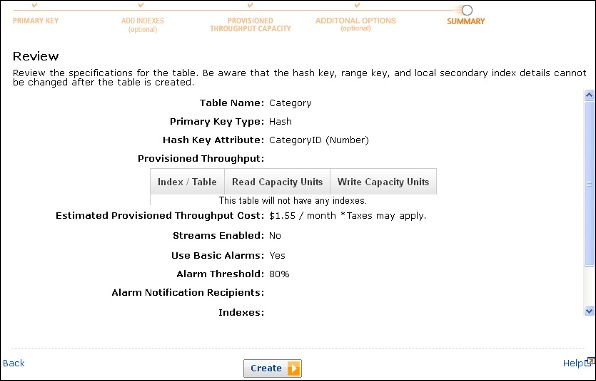 PRIMARY KEY ADD INDEXES PROVISIONED ADDITONAL OPTIONS SUMMARY
(optional) THROUGHPUT CAPACITY (optional)
Review
Review the specifications for the table. Be aware that the hash key, range key, and local secondary index details cannot
be changed after the table is created.
Table Name: Category
Primary Key Type: Hash
Hash Key Attribute: CategoryID (Number)
Provisioned Throughput:
Index / Table Read Capacity Units Write Capacity Units
This table will not have any indexes.
Estimated Provisioned Throughput Cost: $1.55 / month *Taxes may apply.
Streams Enabled: No
Use Basic Alarms: Yes
Alarm Threshold: 80%
Alarm Notification Recipients:
Indexes:
Back Create Help